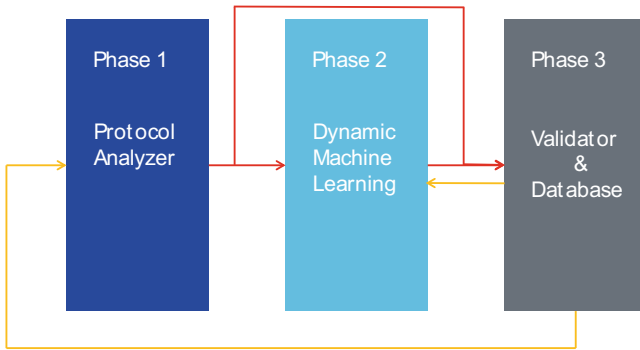 Phase 1
Protocol
Analyzer
Phase 2
Dynamic
Machine
Learning
Phase 3
Validator
&
Database